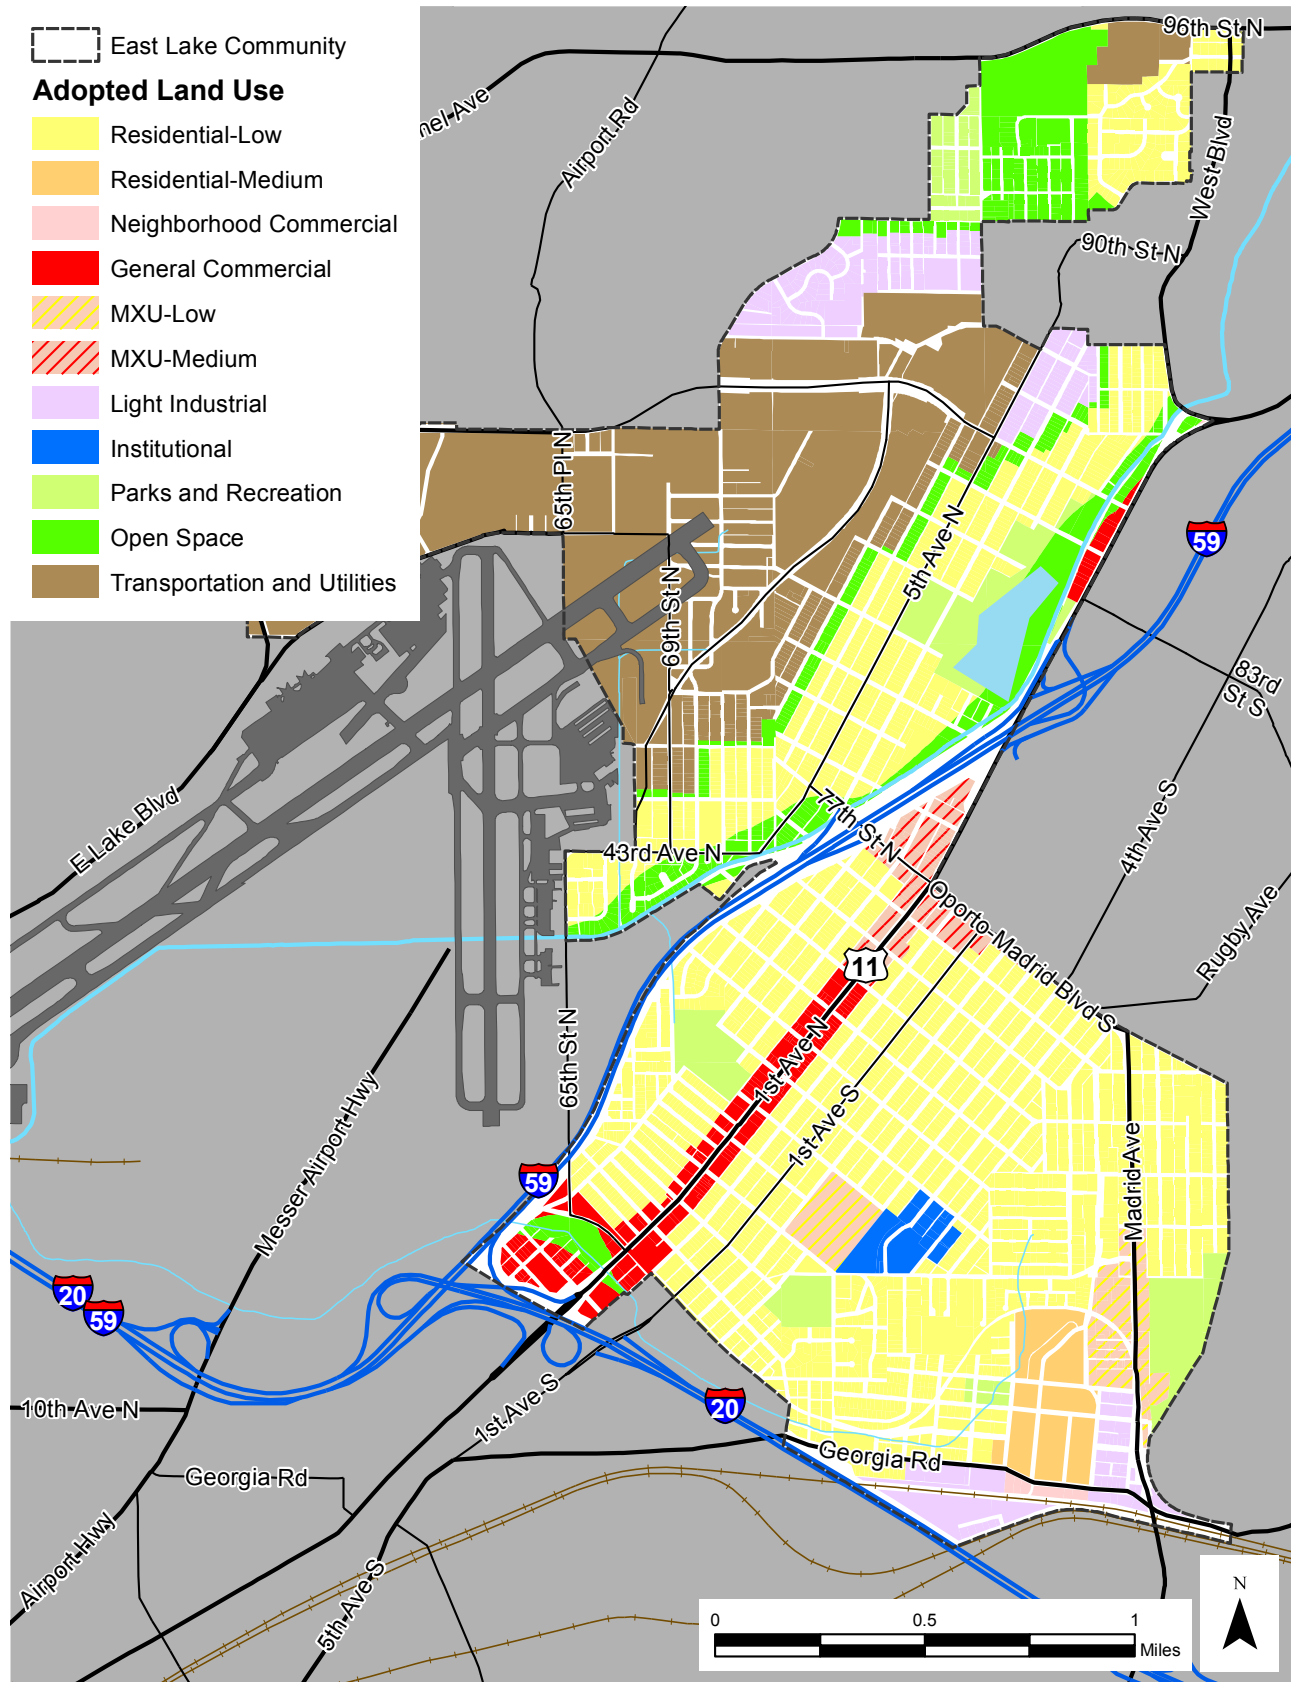 East Lake Community
Adopted Land Use
Residential-Low
Residential-Medium
Neighborhood Commercial
General Commercial
MXU-Low
MXU-Medium
Light Industrial
Institutional
Parks and Recreation
Open Space
Transportation and Utilities
96th St N
Airport Rd
West Blvd
90th St N
65th Pl N
59
5th Ave N
69th St N
83rd
St S
E Lake Blvd
77th St N
4th Ave S
43rd Ave N
Oporto-Madrid Blvd S
Rugby Ave
11
1st Ave N
65th St N
1st Ave S
Messer Airport Hwy
Madrid Ave
59
20
59
20
10th Ave N
1st Ave S
Georgia Rd
Georgia Rd
Airport Hwy
5th Ave S
N
0
0.5
1
Miles